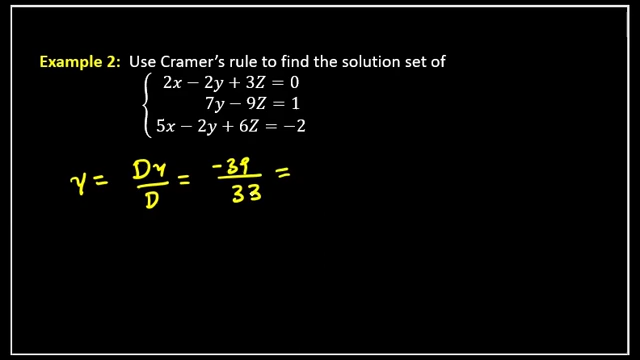 Example 2: Use Cramer's rule to find the solution set of
2x − 2y + 3Z = 0
7y − 9Z = 1
5x − 2y + 6Z = −2
y = Dy/D = -39/33 =